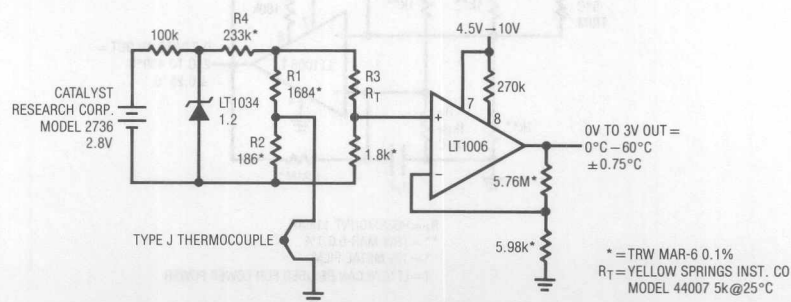 100k
R4
233k*
R1
1684*
R3
RT
4.5V→10V
270k
7
8
CATALYST
RESEARCH CORP.
MODEL 2736
2.8V
LT1034
1.2
R2
186*
1.8k*
+
LT1006
−
0V TO 3V OUT =
0°C – 60°C
±0.75°C
5.76M*
5.98k*
TYPE J THERMOCOUPLE
* = TRW MAR-6 0.1%
RT = YELLOW SPRINGS INST. CO
MODEL 44007 5k@25°C